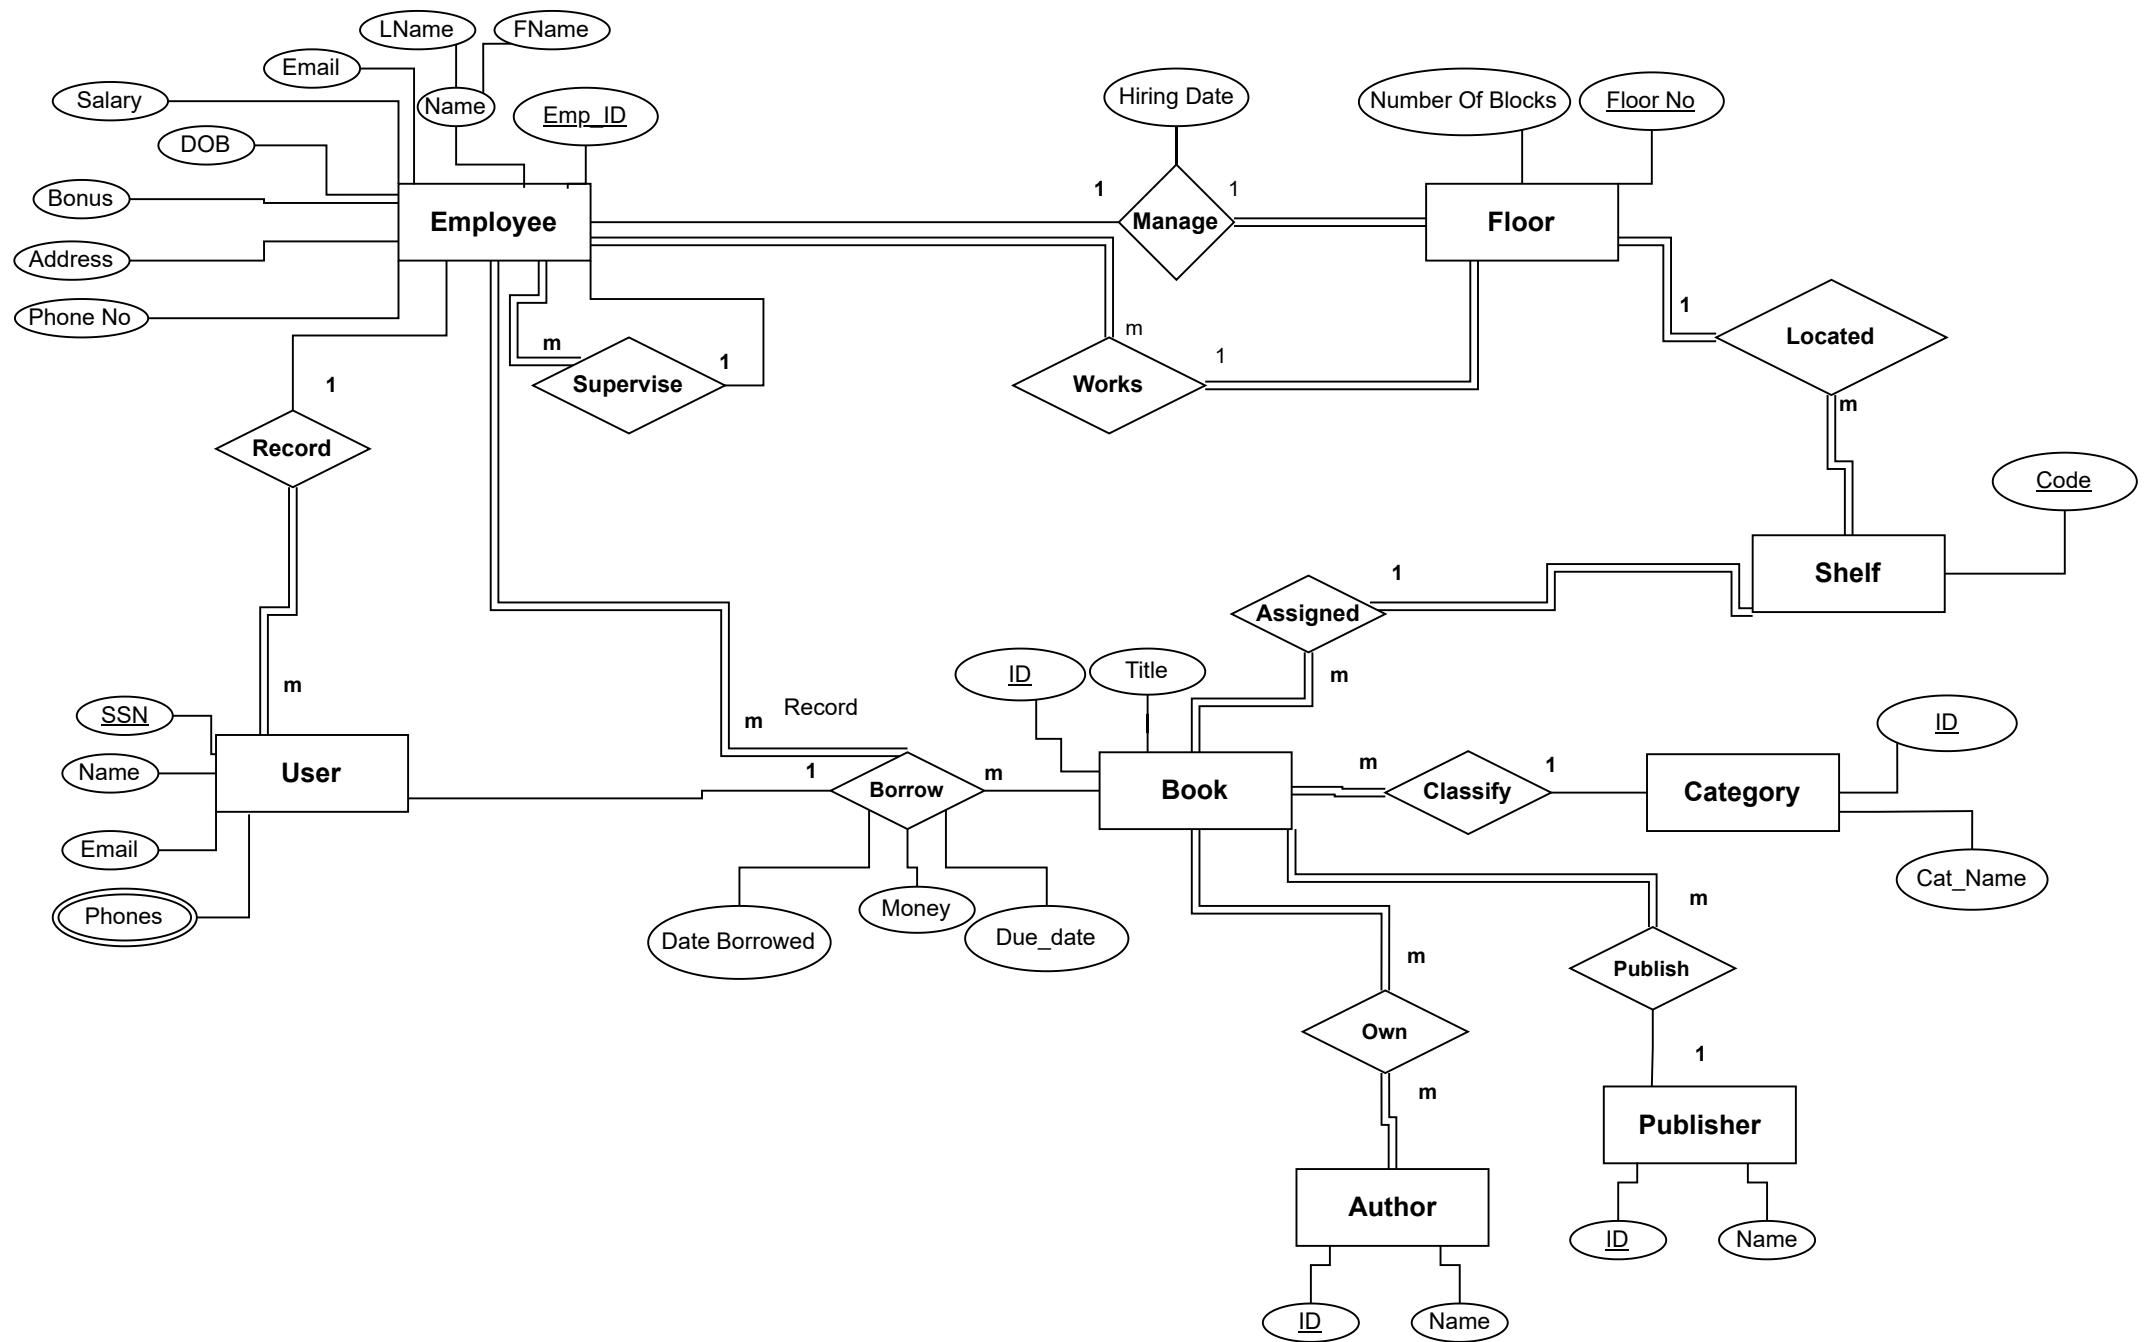 LName
FName
Email
Name
Salary
Emp_ID
DOB
Bonus
Address
Phone No
Employee
Hiring Date
Number Of Blocks
Floor No
1
Manage
1
Floor
m
Supervise
1
m
Works
1
1
Located
m
1
Record
m
Code
Shelf
1
Assigned
m
m
Record
SSN
Name
Email
Phones
User
1
Borrow
m
Date Borrowed
Money
Due_date
ID
Title
Book
m
Classify
1
Category
ID
Cat_Name
m
Publish
1
Publisher
ID
Name
m
Own
m
Author
ID
Name